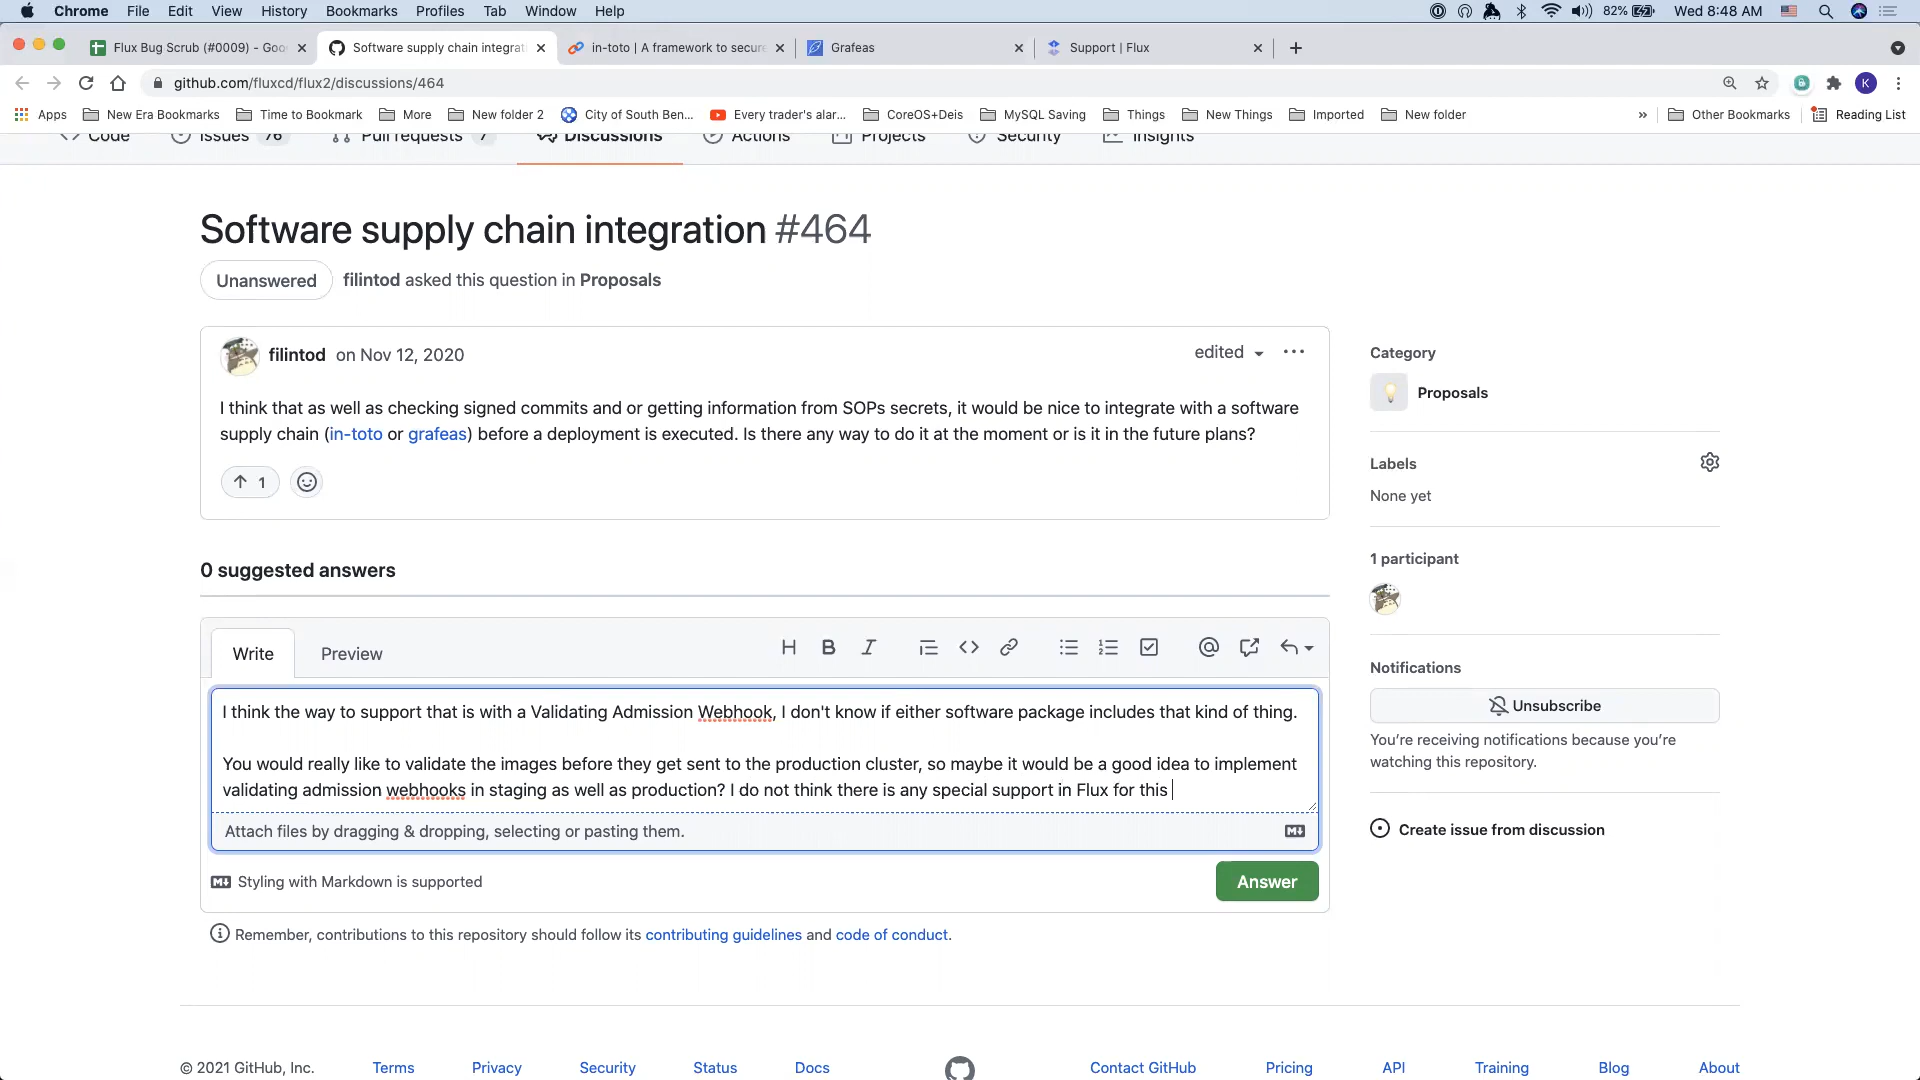 Chrome File Edit View History Bookmarks Profiles Tab Window Help 82% Wed 8:48 AM
Flux Bug Scrub (#0009) - Goo
Software supply chain integrat
in-toto | A framework to secure
Grafeas
Support | Flux
github.com/fluxcd/flux2/discussions/464
K
Apps New Era Bookmarks Time to Bookmark More New folder 2 City of South Ben... Every trader's alar... CoreOS+Deis MySQL Saving Things New Things Imported New folder » Other Bookmarks Reading List
Code Issues 76 Pull requests 7 Discussions Actions Projects Security Insights
Software supply chain integration #464
Unanswered filintod asked this question in Proposals
filintod on Nov 12, 2020 edited
I think that as well as checking signed commits and or getting information from SOPs secrets, it would be nice to integrate with a software
supply chain (in-toto or grafeas) before a deployment is executed. Is there any way to do it at the moment or is it in the future plans?
1
0 suggested answers
Write Preview
I think the way to support that is with a Validating Admission Webhook, I don't know if either software package includes that kind of thing.
You would really like to validate the images before they get sent to the production cluster, so maybe it would be a good idea to implement
validating admission webhooks in staging as well as production? I do not think there is any special support in Flux for this
Attach files by dragging & dropping, selecting or pasting them.
Styling with Markdown is supported
Answer
Remember, contributions to this repository should follow its contributing guidelines and code of conduct.
Category
Proposals
Labels
None yet
1 participant
Notifications
Unsubscribe
You're receiving notifications because you're
watching this repository.
Create issue from discussion
© 2021 GitHub, Inc. Terms Privacy Security Status Docs Contact GitHub Pricing API Training Blog About